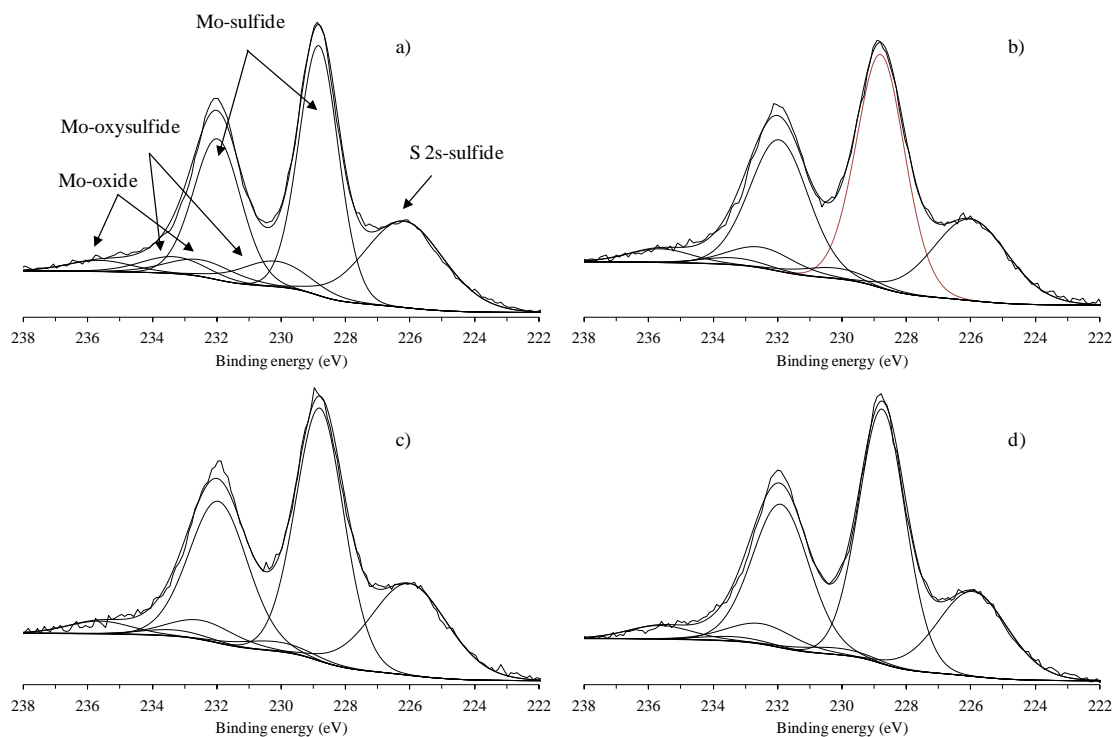 Mo-sulfide
a)
Mo-oxysulfide
Mo-oxide
S 2s-sulfide
238 236 234 232 230 228 226 224 222
Binding energy (eV)
b)
238 236 234 232 230 228 226 224 222
Binding energy (eV)
c)
238 236 234 232 230 228 226 224 222
Binding energy (eV)
d)
238 236 234 232 230 228 226 224 222
Binding energy (eV)